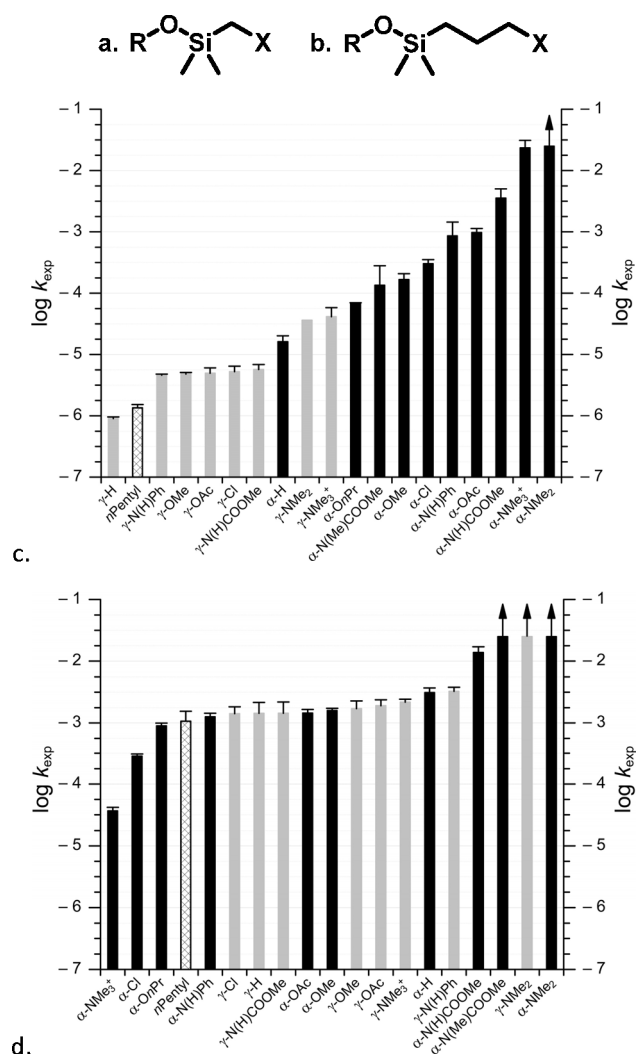 a. R O Si X b. R O Si X
−1 −1
−2 −2
−3 −3
−4 −4
−5 −5
−6 −6
−7 −7
log kexp log kexp
γ-H nPentyl γ-N(H)Ph γ-OMe γ-OAc γ-Cl γ-N(H)COOMe α-H γ-NMe₂ γ-NMe₃⁺ α-OnPr α-N(Me)COOMe α-OMe α-Cl α-N(H)Ph α-OAc α-N(H)COOMe α-NMe₃⁺ α-NMe₂
c.
−1 −1
−2 −2
−3 −3
−4 −4
−5 −5
−6 −6
−7 −7
log kexp log kexp
α-NMe₃⁺ α-Cl α-OnPr nPentyl α-N(H)Ph γ-Cl γ-H γ-N(H)COOMe α-OAc α-OMe γ-OMe γ-OAc γ-NMe₃⁺ α-H γ-N(H)Ph α-N(H)COOMe α-N(Me)COOMe γ-NMe₂ α-NMe₂
d.